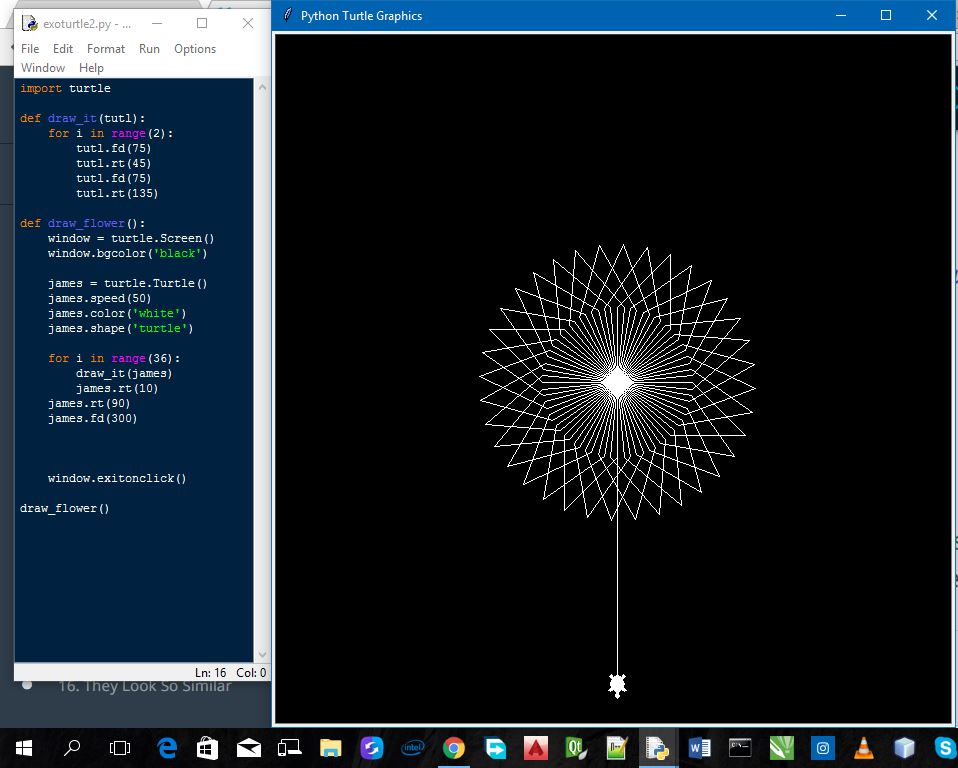 exoturtle2.py - ...
File Edit Format Run Options
Window Help
import turtle
def draw_it(tutl):
    for i in range(2):
        tutl.fd(75)
        tutl.rt(45)
        tutl.fd(75)
        tutl.rt(135)
def draw_flower():
    window = turtle.Screen()
    window.bgcolor('black')
    james = turtle.Turtle()
    james.speed(50)
    james.color('white')
    james.shape('turtle')
    for i in range(36):
        draw_it(james)
        james.rt(10)
    james.rt(90)
    james.fd(300)
    window.exitonclick()
draw_flower()
Ln: 16 Col: 0
16. They Look So Similar
Python Turtle Graphics
intel